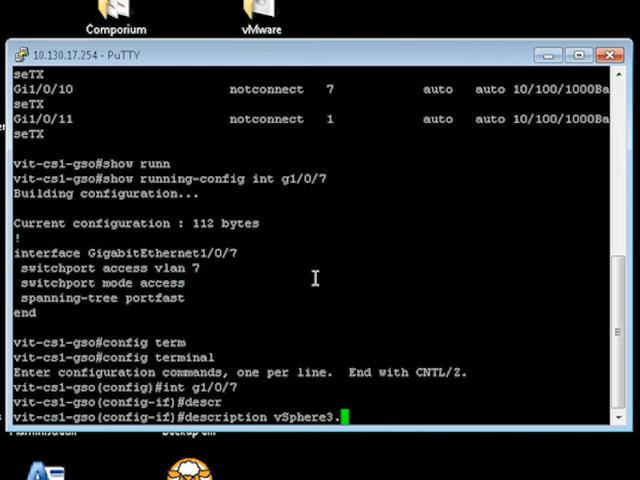 Comporium
vMware
10.130.17.254 - PuTTY
seTX
Gi1/0/10 notconnect 7 auto auto 10/100/1000Ba
seTX
Gi1/0/11 notconnect 1 auto auto 10/100/1000Ba
seTX
vit-cs1-gso#show runn
vit-cs1-gso#show running-config int g1/0/7
Building configuration...
Current configuration : 112 bytes
!
interface GigabitEthernet1/0/7
switchport access vlan 7
switchport mode access
spanning-tree portfast
end
vit-cs1-gso#config term
vit-cs1-gso#config terminal
Enter configuration commands, one per line. End with CNTL/Z.
vit-cs1-gso(config)#int g1/0/7
vit-cs1-gso(config-if)#descr
vit-cs1-gso(config-if)#description vSphere3.